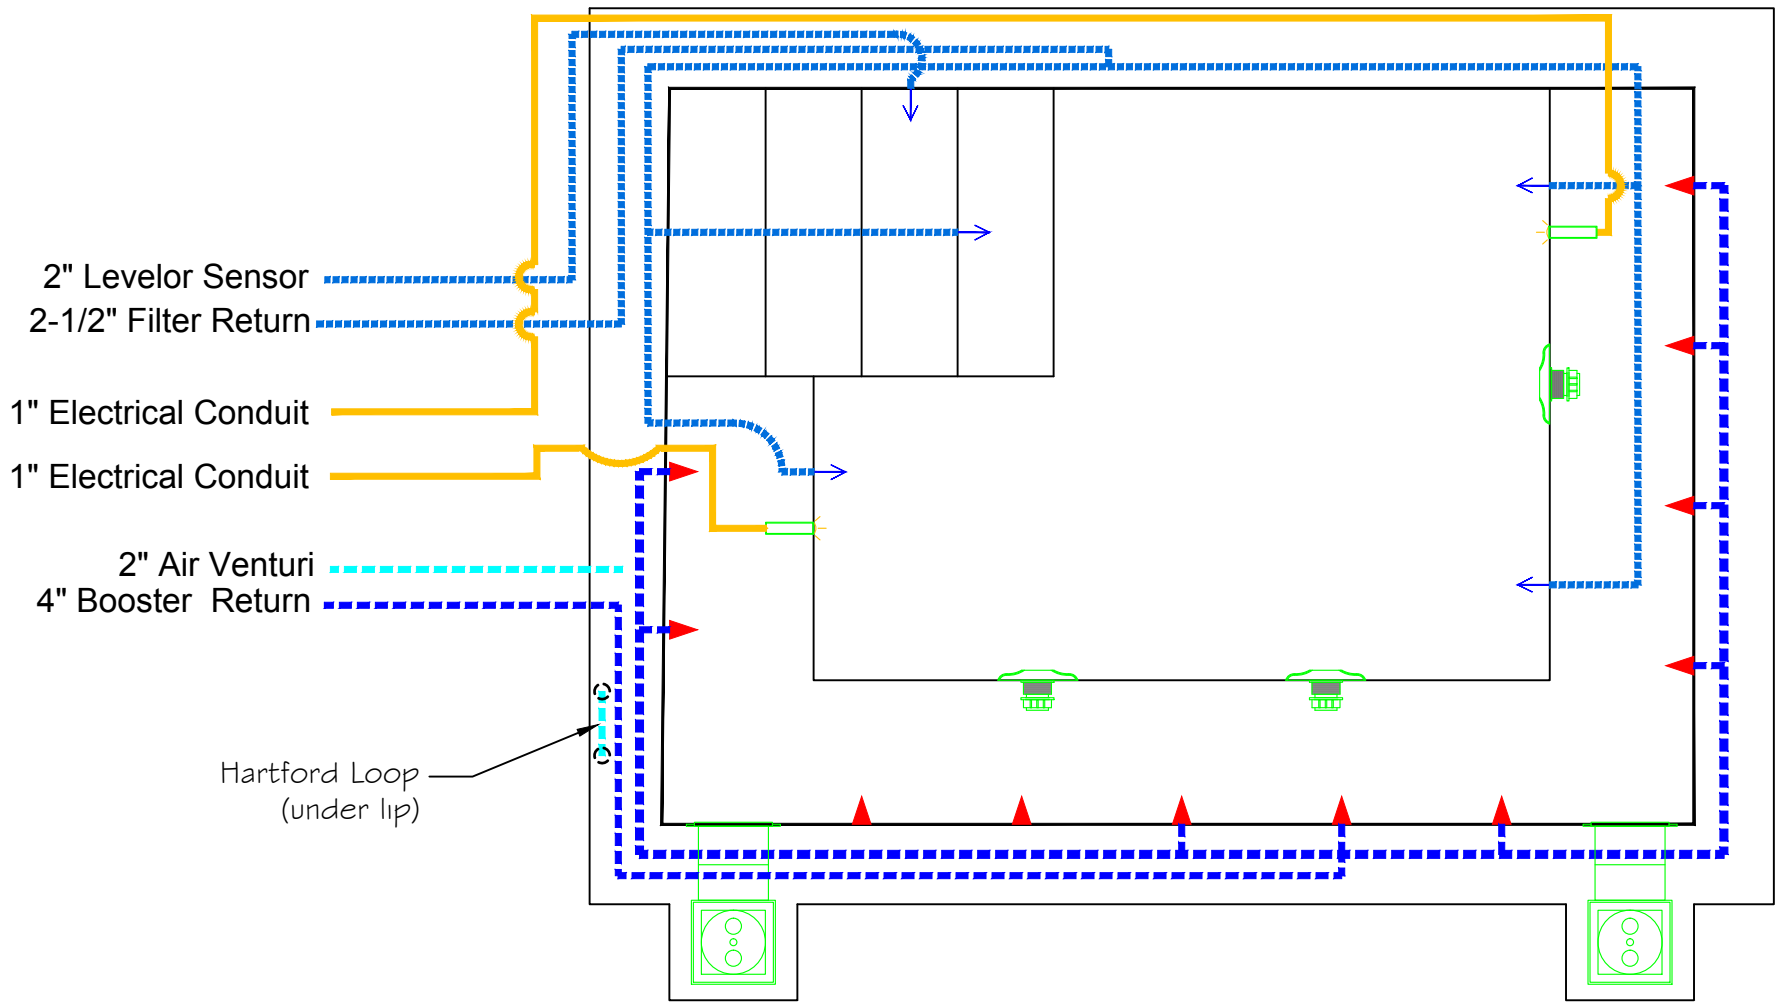 2" Levelor Sensor
2-1/2" Filter Return
1" Electrical Conduit
1" Electrical Conduit
2" Air Venturi
4" Booster  Return
Hartford Loop
(under lip)